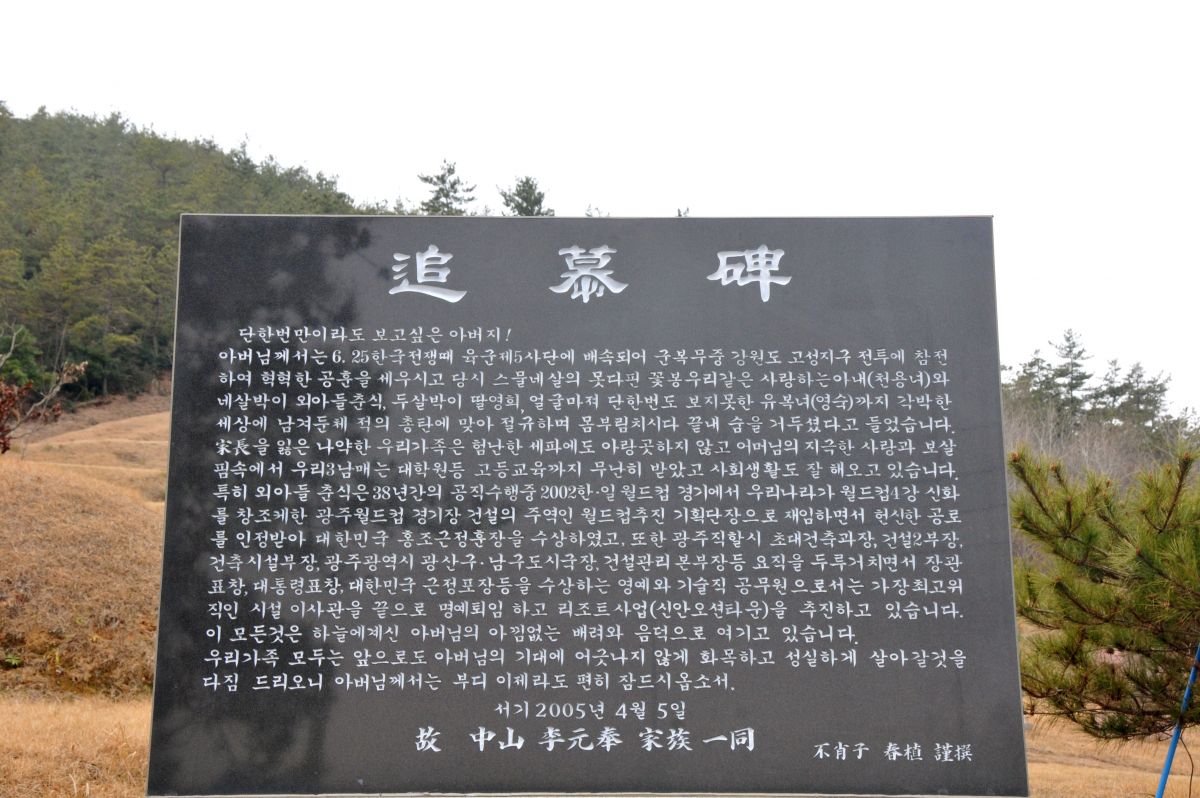 追慕碑
단한번만이라도 보고싶은 아버지!
아버님께서는 6. 25한국전쟁때 육군제5사단에 배속되어 군복무중 강원도 고성지구 전투에 참전
하여 혁혁한 공훈을 세우시고 당시 스물네살의 못다핀 꽃봉우리같은 사랑하는아내(천용녀)와
네살박이 외아들춘식, 두살박이 딸영희, 얼굴마져 단한번도 보지못한 유복녀(영숙)까지 각박한
세상에 남겨둔체 적의 총탄에 맞아 절규하며 몸부림치시다 끝내 숨을 거두셨다고 들었습니다.
家長을 잃은 나약한 우리가족은 험난한 세파에도 아랑곳하지 않고 어머님의 지극한 사랑과 보살
핌속에서 우리3남매는 대학원등 고등교육까지 무난히 받았고 사회생활도 잘 해오고 있습니다.
특히 외아들 춘식은 38년간의 공직수행중 2002한·일 월드컵 경기에서 우리나라가 월드컵4강 신화
를 창조케한 광주월드컵 경기장 건설의 주역인 월드컵추진 기획단장으로 재임하면서 헌신한 공로
를 인정받아 대한민국 홍조근정훈장을 수상하였고, 또한 광주직할시 초대건축과장, 건설2부장,
건축시설부장, 광주광역시 광산구·남구도시국장, 건설관리 본부장등 요직을 두루거치면서 장관
표창, 대통령표창, 대한민국 근정포장등을 수상하는 영예와 기술직 공무원으로서는 가장최고위
직인 시설 이사관을 끝으로 명예퇴임 하고 리조트사업(신안오션타운)을 추진하고 있습니다.
이 모든것은 하늘에계신 아버님의 아낌없는 배려와 음덕으로 여기고 있습니다.
우리가족 모두는 앞으로도 아버님의 기대에 어긋나지 않게 화목하고 성실하게 살아갈것을
다짐 드리오니 아버님께서는 부디 이제라도 편히 잠드시옵소서.
서기 2005년 4월 5일
故 中山 李元奉 家族 一同
不肖子 春植 謹撰